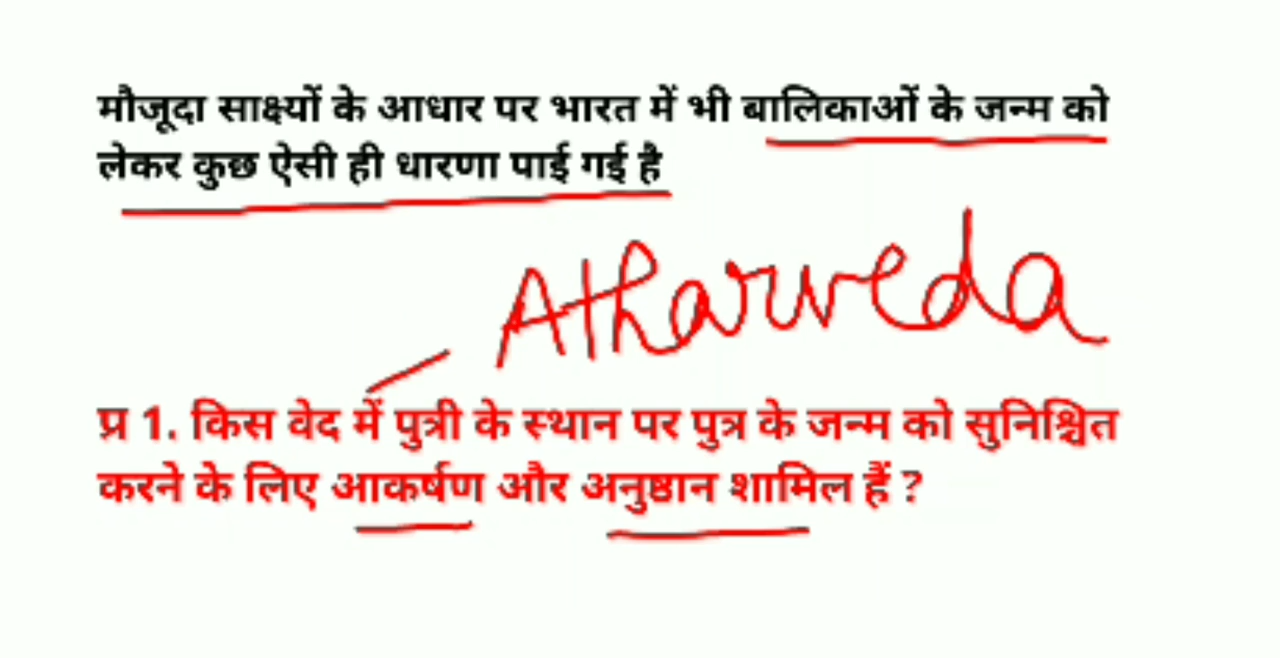 मौजूदा साक्ष्यों के आधार पर भारत में भी बालिकाओं के जन्म को
लेकर कुछ ऐसी ही धारणा पाई गई है
Atharveda
प्र 1. किस वेद में पुत्री के स्थान पर पुत्र के जन्म को सुनिश्चित
करने के लिए आकर्षण और अनुष्ठान शामिल हैं ?